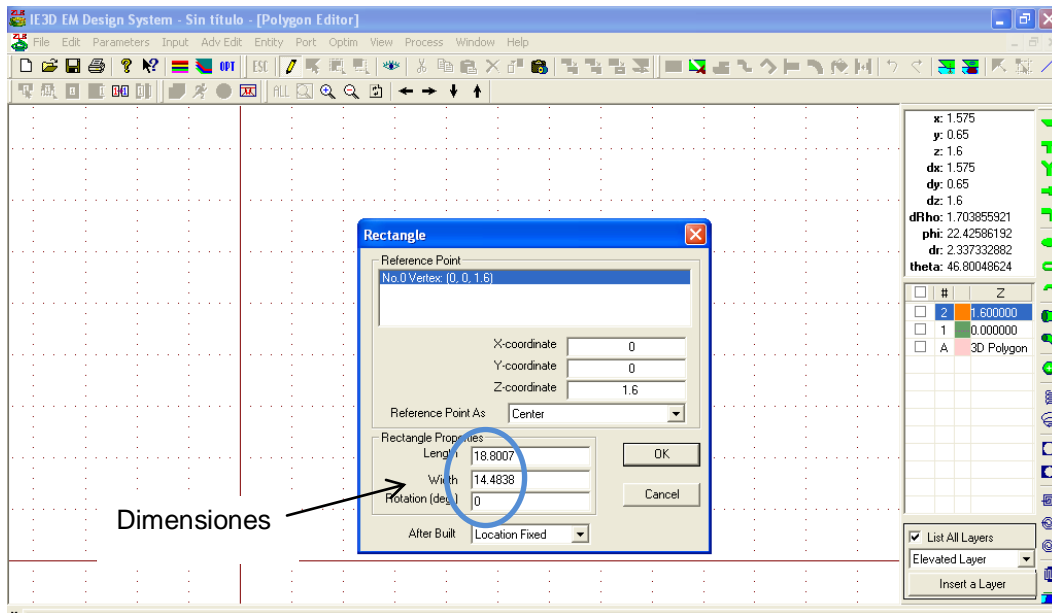 IE3D EM Design System - Sin título - [Polygon Editor]
File Edit Parameters Input Adv Edit Entity Port Optim View Process Window Help
OPT ESC
ALL
x: 1.575
y: 0.65
z: 1.6
dx: 1.575
dy: 0.65
dz: 1.6
dRho: 1.703855921
phi: 22.42586192
dr: 2.337332882
theta: 46.80048624
# Z
2 1.600000
1 0.000000
A 3D Polygon
Rectangle
Reference Point
No.0 Vertex: (0, 0, 1.6)
X-coordinate 0
Y-coordinate 0
Z-coordinate 1.6
Reference Point As Center
Rectangle Properties
Length 18.8007
Width 14.4838
Rotation (deg.) 0
OK
Cancel
After Built Location Fixed
Dimensiones
List All Layers
Elevated Layer
Insert a Layer